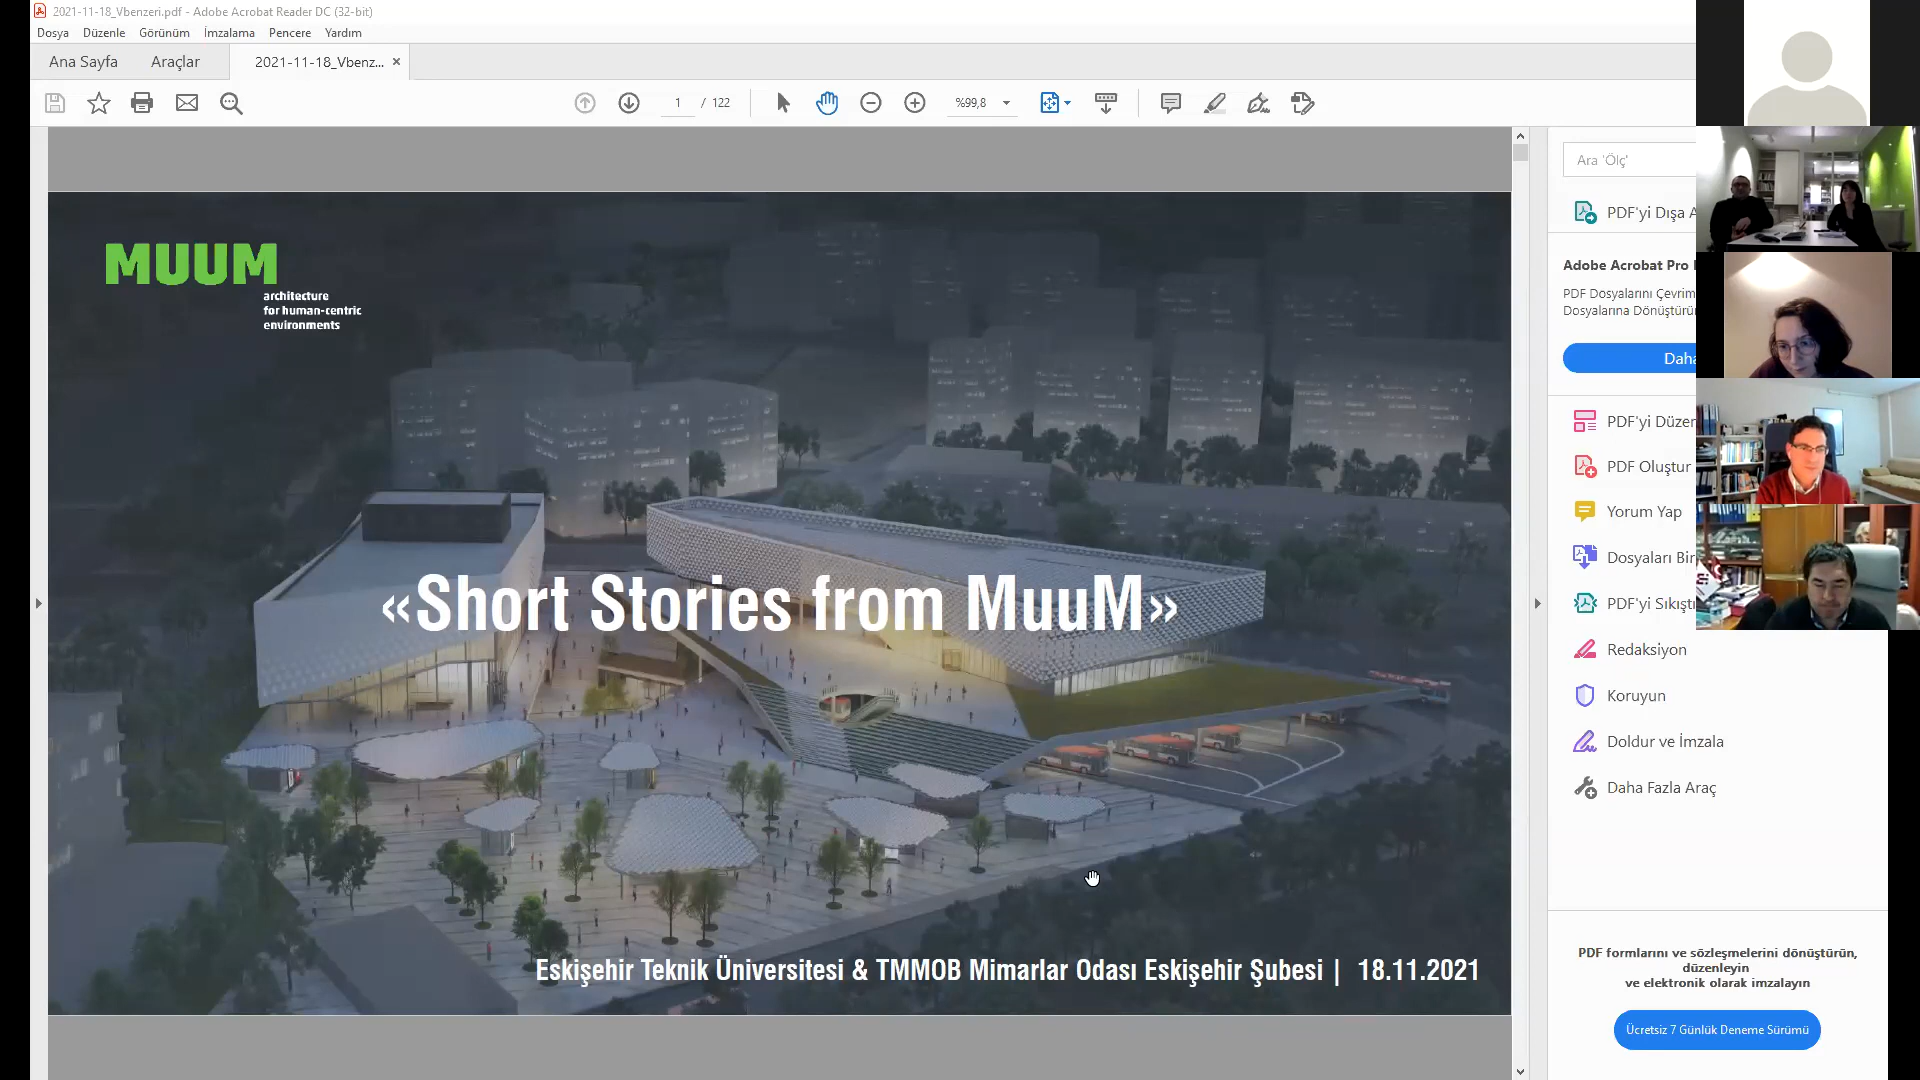 2021-11-18_Vbenzeri.pdf - Adobe Acrobat Reader DC (32-bit)
Dosya Düzenle Görünüm İmzalama Pencere Yardım
Ana Sayfa Araçlar 2021-11-18_Vbenz... ×
1 / 122 %99,8
MUUM
architecture
for human-centric
environments
«Short Stories from MuuM»
Eskişehir Teknik Üniversitesi & TMMOB Mimarlar Odası Eskişehir Şubesi | 18.11.2021
Ara 'Ölç'
PDF'yi Dışa A
Adobe Acrobat Pro
PDF Dosyalarını Çevrim
Dosyalarına Dönüştürü
Daha
PDF'yi Düzen
PDF Oluştur
Yorum Yap
Dosyaları Bir
PDF'yi Sıkıştı
Redaksiyon
Koruyun
Doldur ve İmzala
Daha Fazla Araç
PDF formlarını ve sözleşmelerini dönüştürün,
düzenleyin
ve elektronik olarak imzalayın
Ücretsiz 7 Günlük Deneme Sürümü